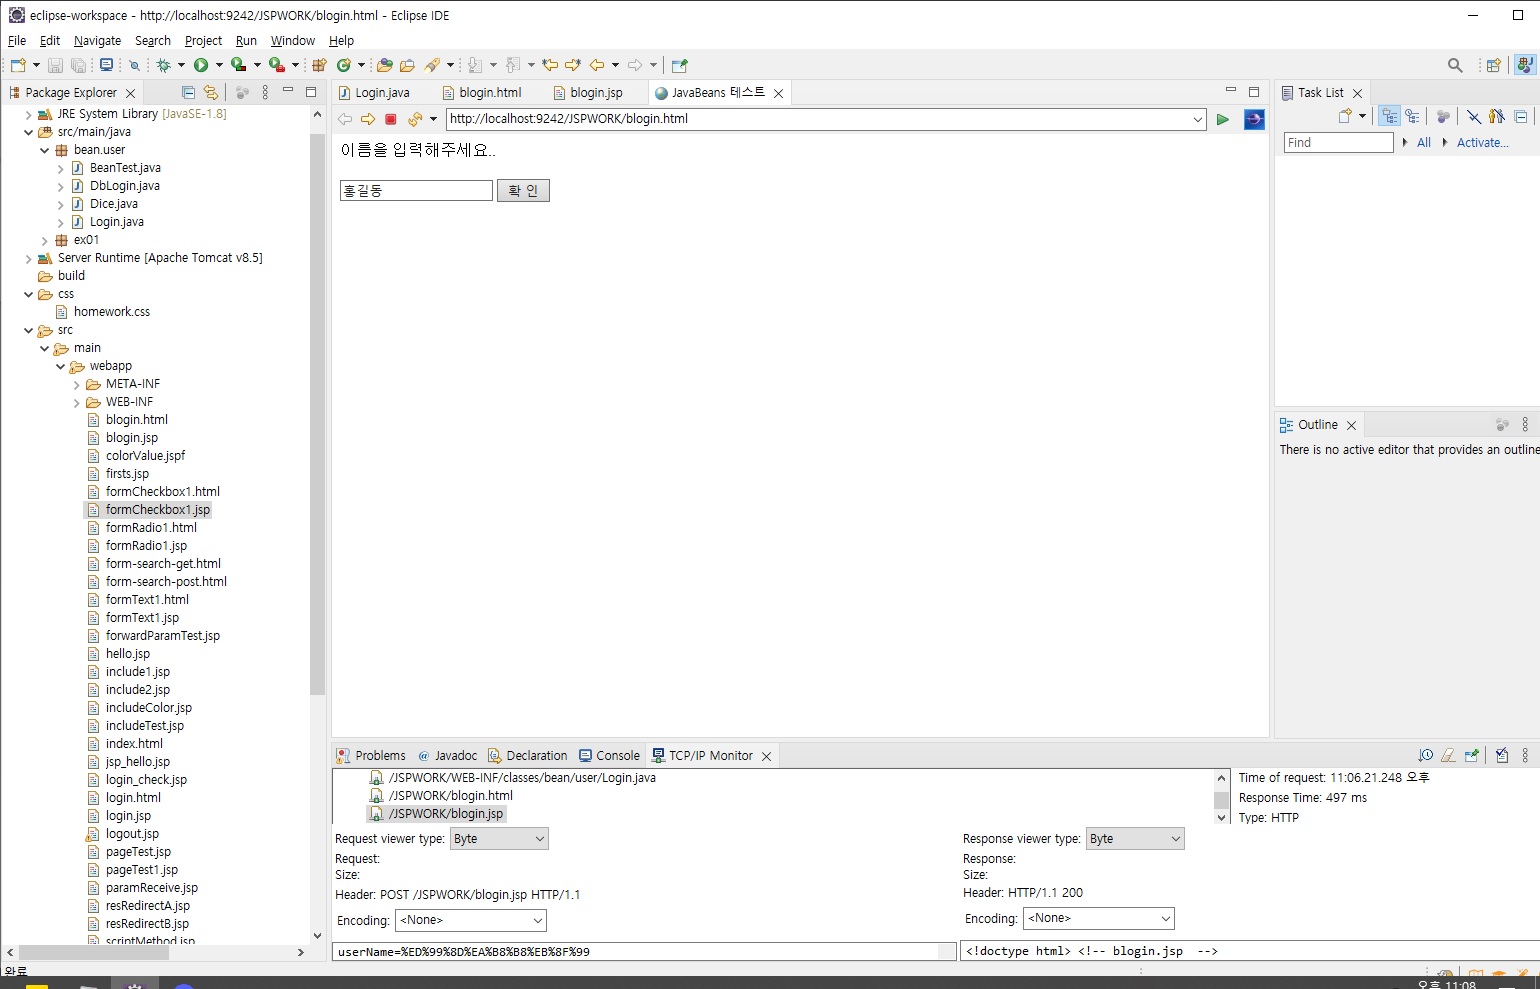 eclipse-workspace - http://localhost:9242/JSPWORK/blogin.html - Eclipse IDE
File Edit Navigate Search Project Run Window Help
Package Explorer
JRE System Library [JavaSE-1.8]
src/main/java
bean.user
BeanTest.java
DbLogin.java
Dice.java
Login.java
ex01
Server Runtime [Apache Tomcat v8.5]
build
css
homework.css
src
main
webapp
META-INF
WEB-INF
blogin.html
blogin.jsp
colorValue.jspf
firsts.jsp
formCheckbox1.html
formCheckbox1.jsp
formRadio1.html
formRadio1.jsp
form-search-get.html
form-search-post.html
formText1.html
formText1.jsp
forwardParamTest.jsp
hello.jsp
include1.jsp
include2.jsp
includeColor.jsp
includeTest.jsp
index.html
jsp_hello.jsp
login_check.jsp
login.html
login.jsp
logout.jsp
pageTest.jsp
pageTest1.jsp
paramReceive.jsp
resRedirectA.jsp
resRedirectB.jsp
scriptMethod.jsp
Login.java blogin.html blogin.jsp JavaBeans 테스트
http://localhost:9242/JSPWORK/blogin.html
이름을 입력해주세요..
홍길동 확 인
Task List
Find All Activate...
Outline
There is no active editor that provides an outline
Problems @ Javadoc Declaration Console TCP/IP Monitor
/JSPWORK/WEB-INF/classes/bean/user/Login.java
/JSPWORK/blogin.html
/JSPWORK/blogin.jsp
Time of request: 11:06.21.248 오후
Response Time: 497 ms
Type: HTTP
Request viewer type: Byte
Request:
Size:
Header: POST /JSPWORK/blogin.jsp HTTP/1.1
Encoding: <None>
userName=%ED%99%8D%EA%B8%B8%EB%8F%99
Response viewer type: Byte
Response:
Size:
Header: HTTP/1.1 200
Encoding: <None>
<!doctype html> <!-- blogin.jsp -->
완료
오후 11:08